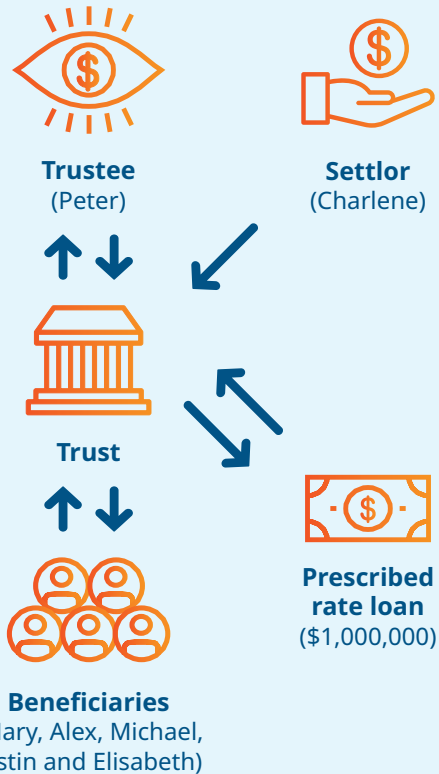 $
$
Trustee
(Peter)
Settlor
(Charlene)
Trust
$
Prescribed
rate loan
($1,000,000)
Beneficiaries
Alex, Michael,
and Elisabeth)